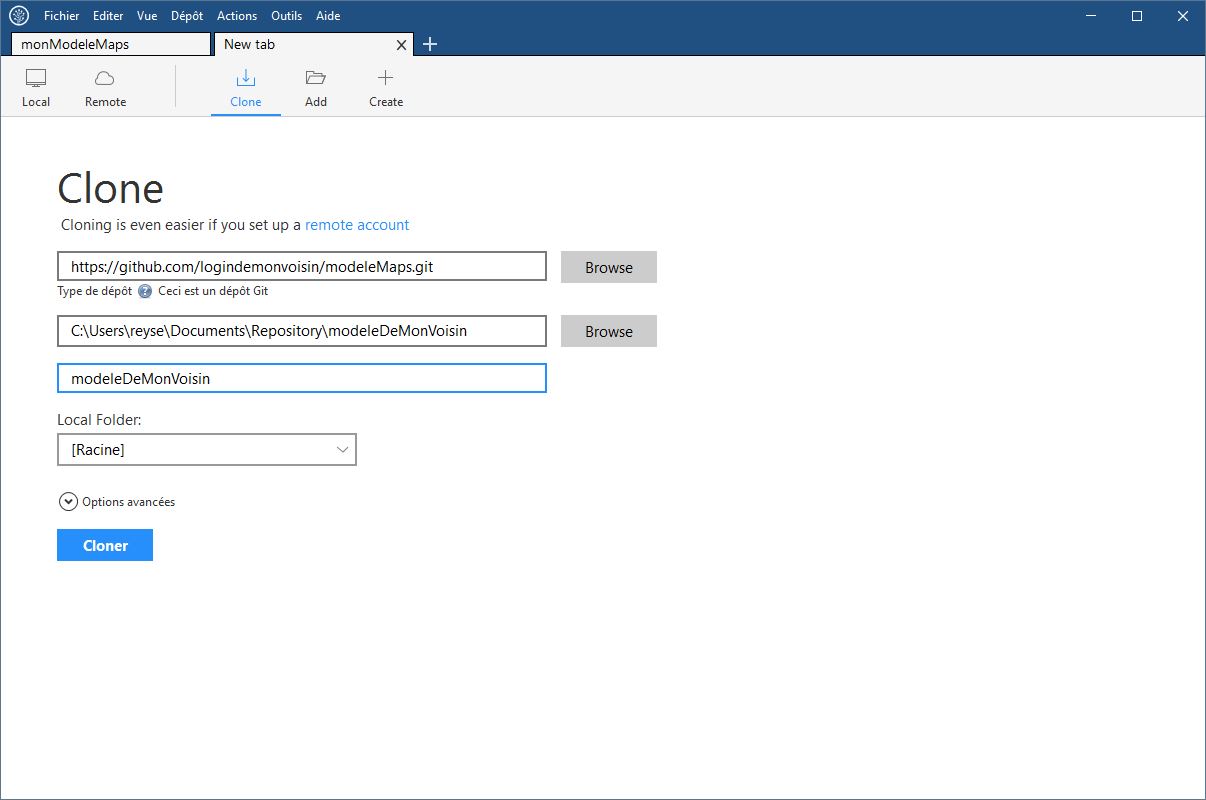 Fichier Editer Vue Dépôt Actions Outils Aide
monModeleMaps New tab
Local Remote Clone Add Create
Clone
Cloning is even easier if you set up a remote account
https://github.com/logindemonvoisin/modeleMaps.git Browse
Type de dépôt ? Ceci est un dépôt Git
C:\Users\reyse\Documents\Repository\modeleDeMonVoisin Browse
modeleDeMonVoisin
Local Folder:
[Racine]
Options avancées
Cloner